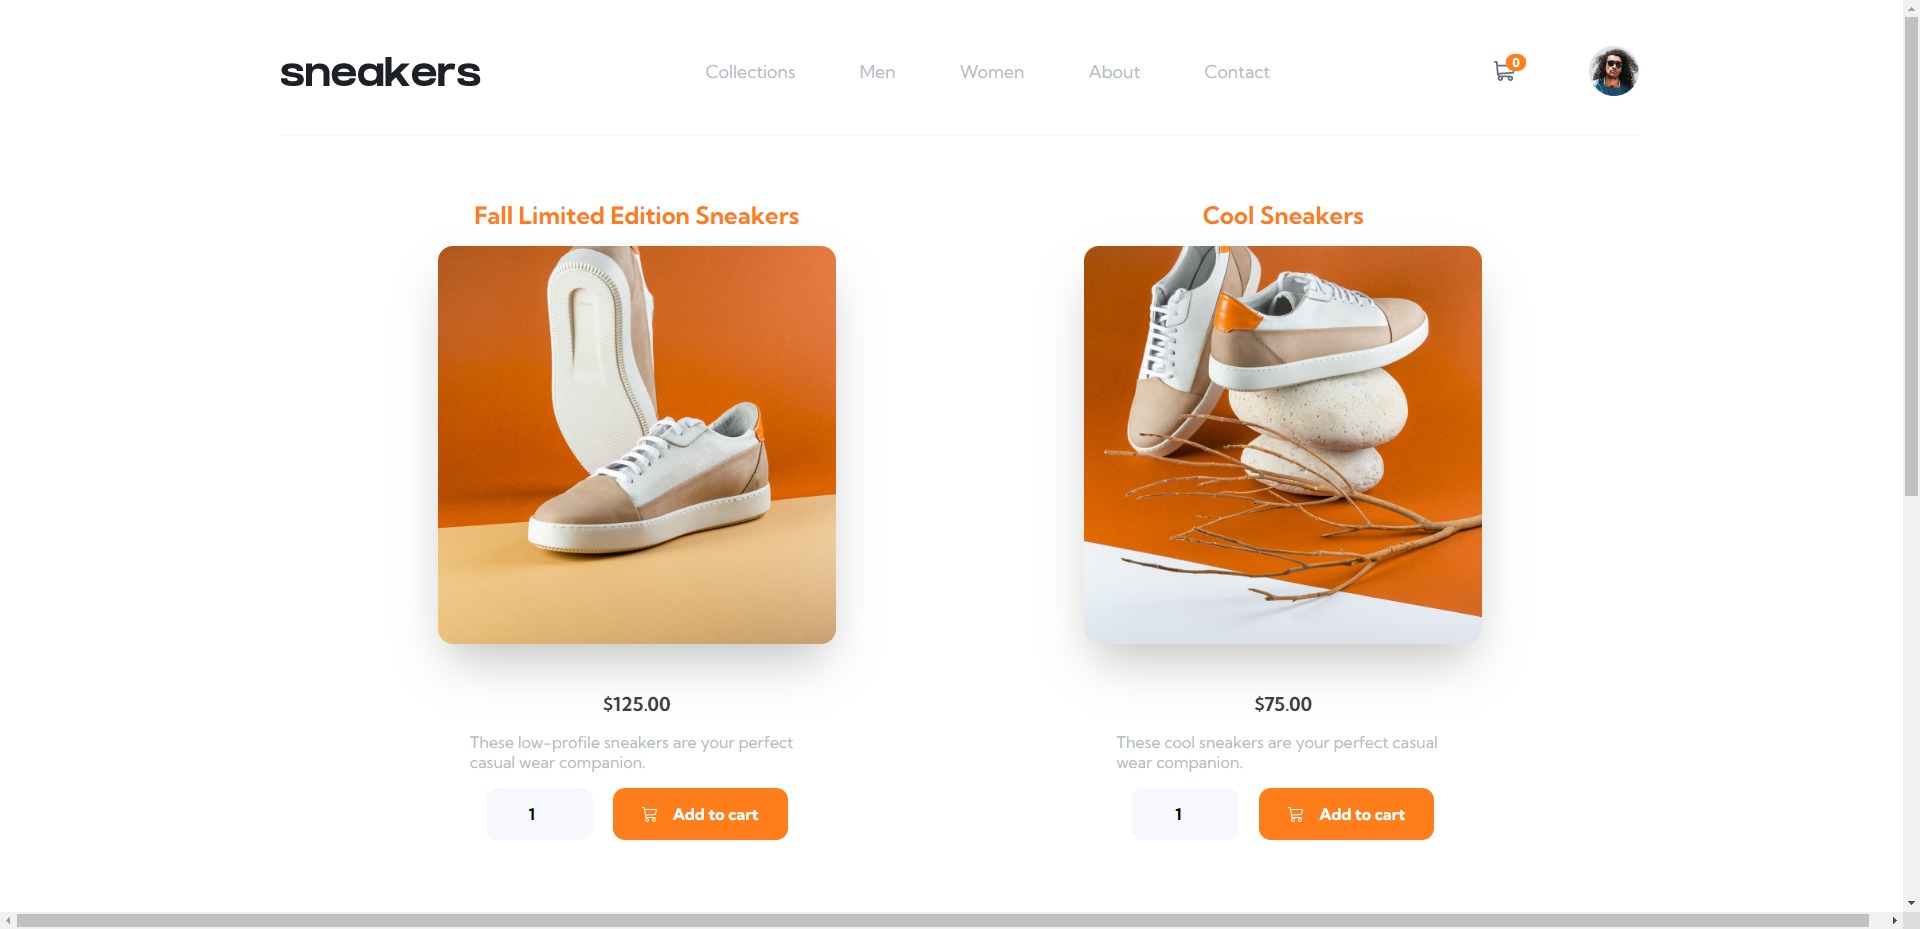 sneakers
Collections Men Women About Contact
0
Fall Limited Edition Sneakers
$125.00
These low-profile sneakers are your perfect
casual wear companion.
1 Add to cart
Cool Sneakers
$75.00
These cool sneakers are your perfect casual
wear companion.
1 Add to cart